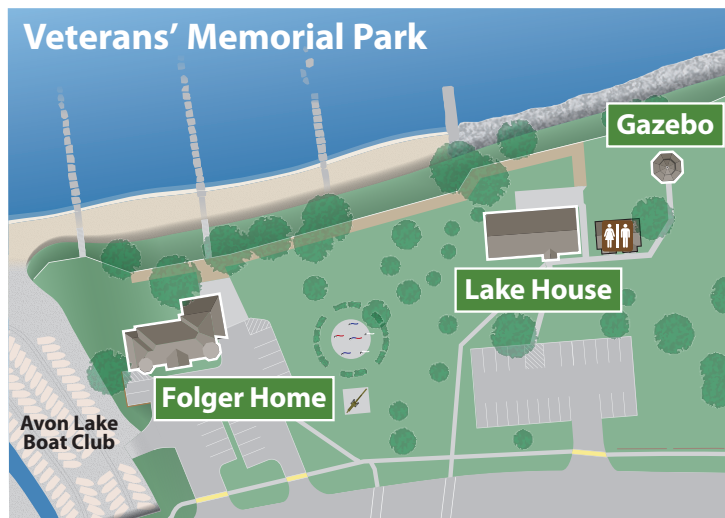 Veterans’ Memorial Park
Gazebo
Lake House
Folger Home
Avon Lake
Boat Club